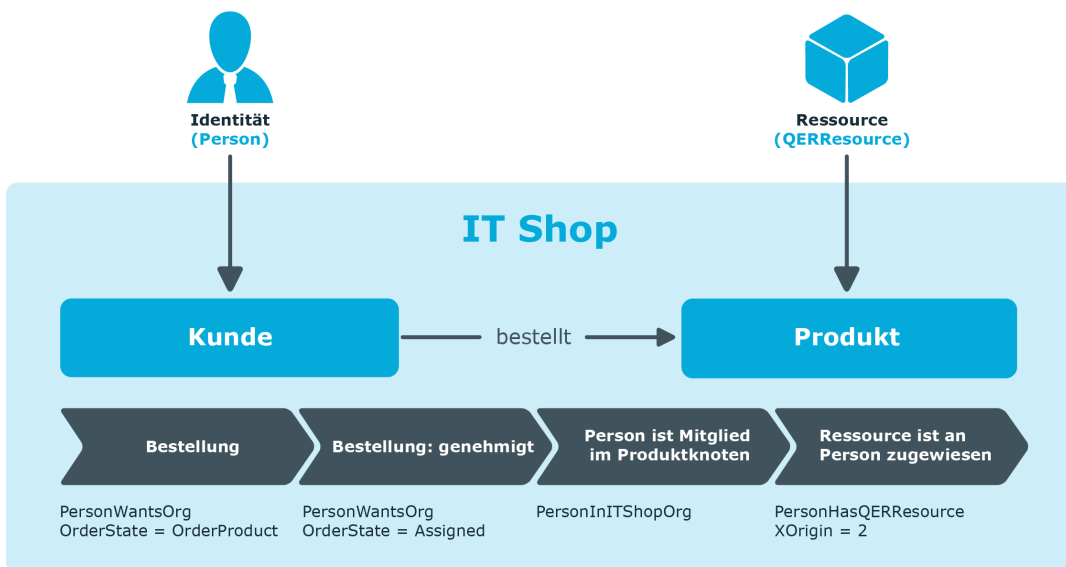 Identität
(Person)
Ressource
(QERResource)
IT Shop
Kunde
bestellt
Produkt
Bestellung
Bestellung: genehmigt
Person ist Mitglied
im Produktknoten
Ressource ist an
Person zugewiesen
PersonWantsOrg
OrderState = OrderProduct
PersonWantsOrg
OrderState = Assigned
PersonInITShopOrg
PersonHasQERResource
XOrigin = 2